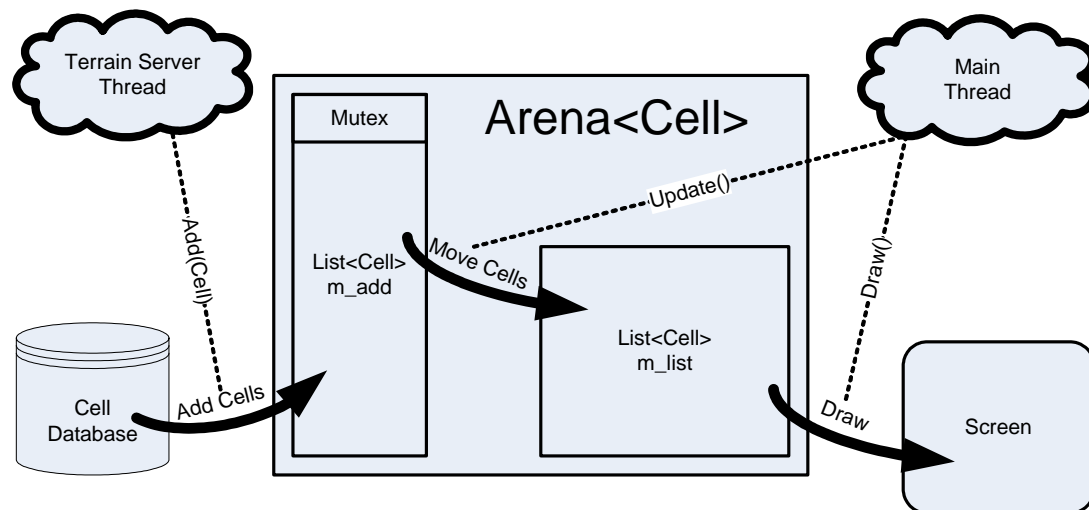 Terrain Server
Thread
Main
Thread
Mutex
Arena<Cell>
Update()
Add(Cell)
Move Cells
Draw()
List<Cell>
m_add
List<Cell>
m_list
Cell
Database
Add Cells
Draw
Screen